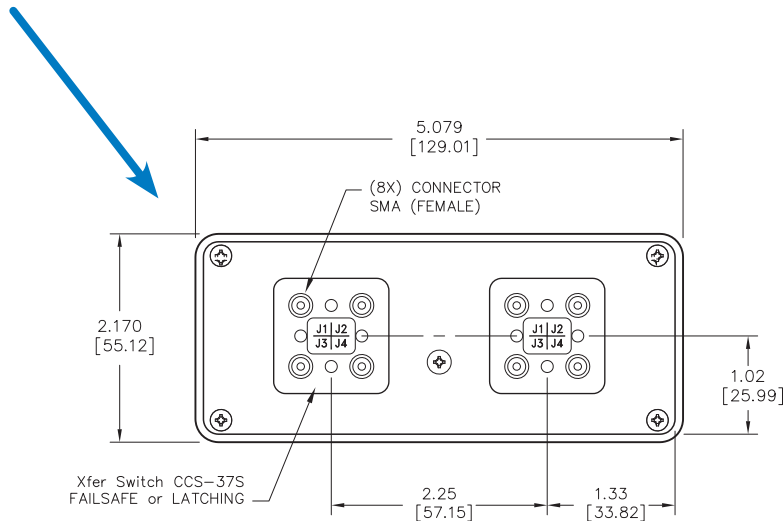 5.079
[129.01]
(8X) CONNECTOR
SMA (FEMALE)
2.170
[55.12]
J1 J2
J3 J4
J1 J2
J3 J4
1.02
[25.99]
Xfer Switch CCS-37S
FAILSAFE or LATCHING
2.25
[57.15]
1.33
[33.82]